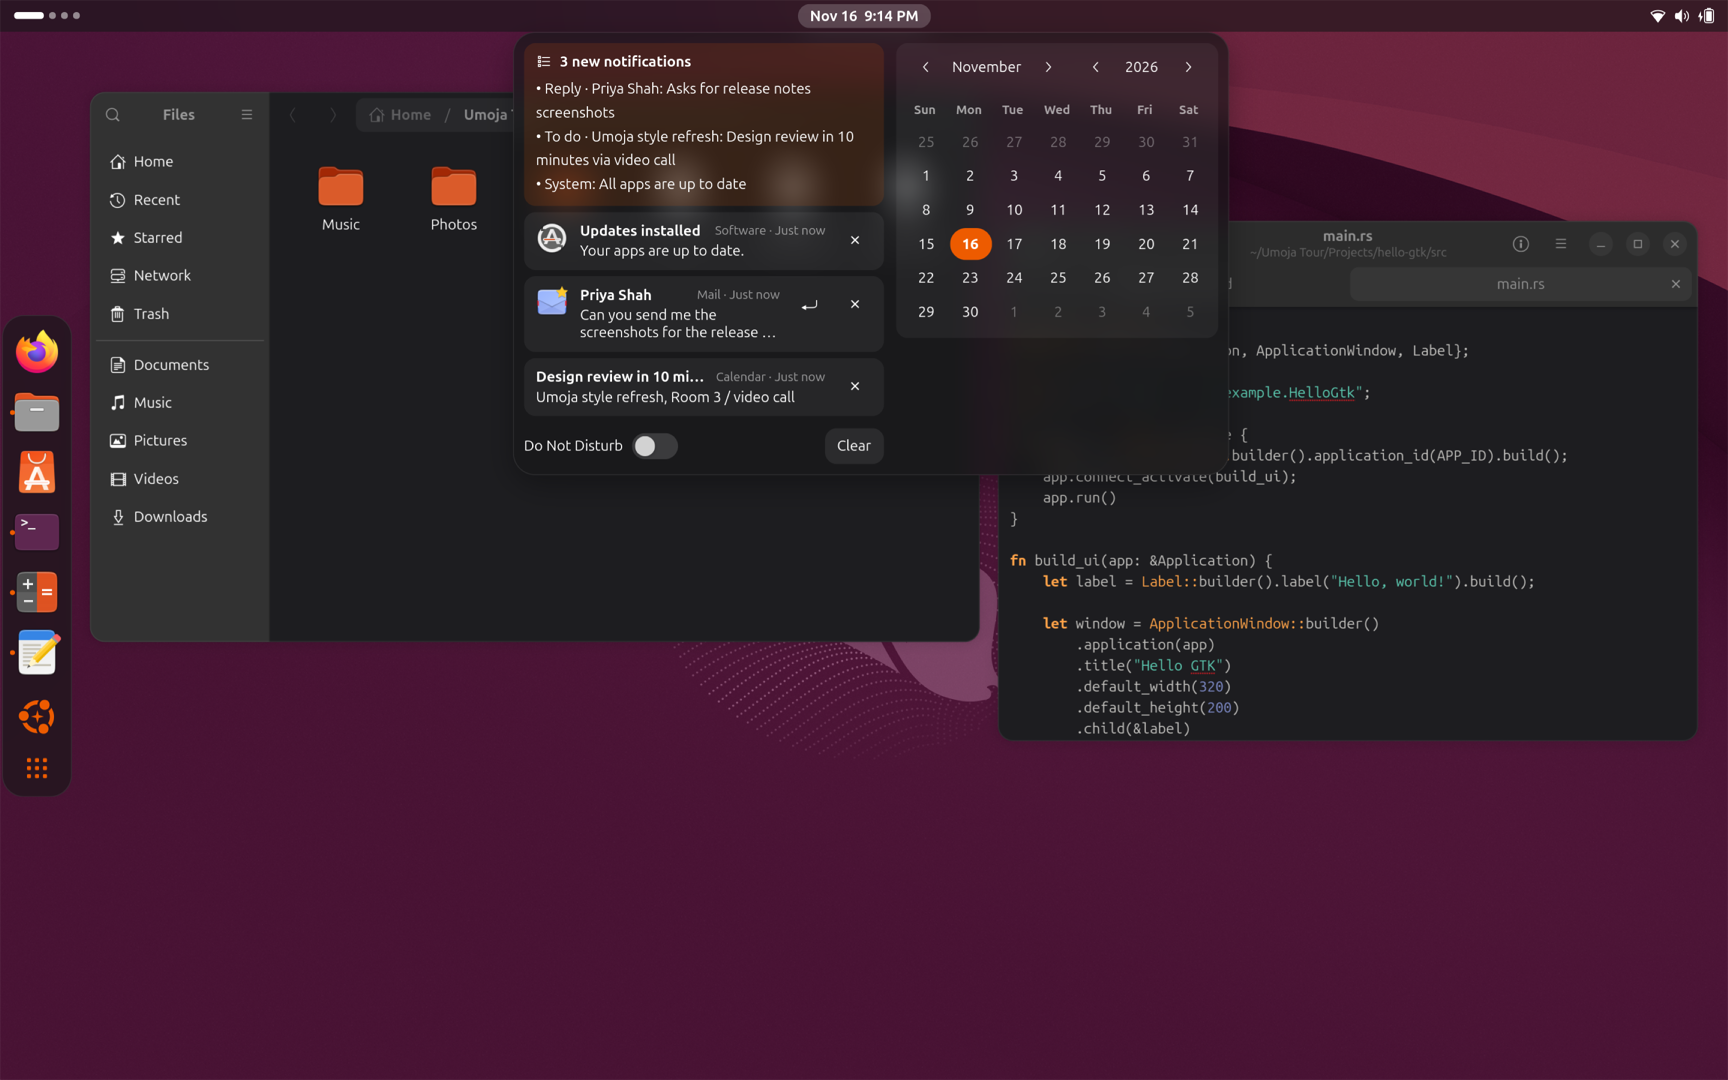 Nov 16 9:14 PM
3 new notifications
• Reply · Priya Shah: Asks for release notes
screenshots
• To do · Umoja style refresh: Design review in 10
minutes via video call
• System: All apps are up to date
Updates installed Software · Just now
Your apps are up to date.
Priya Shah Mail · Just now
Can you send me the
screenshots for the release …
Design review in 10 mi… Calendar · Just now
Umoja style refresh, Room 3 / video call
Do Not Disturb
Clear
November 2026
Sun Mon Tue Wed Thu Fri Sat
25 26 27 28 29 30 31
1 2 3 4 5 6 7
8 9 10 11 12 13 14
15 16 17 18 19 20 21
22 23 24 25 26 27 28
29 30 1 2 3 4 5
Files
Home
Recent
Starred
Network
Trash
Documents
Music
Pictures
Videos
Downloads
Home / Umoja
Music
Photos
main.rs
~/Umoja Tour/Projects/hello-gtk/src
main.rs
n, ApplicationWindow, Label};
example.HelloGtk";
e {
builder().application_id(APP_ID).build();
app.connect_activate(build_ui);
app.run()
}
fn build_ui(app: &Application) {
let label = Label::builder().label("Hello, world!").build();
let window = ApplicationWindow::builder()
.application(app)
.title("Hello GTK")
.default_width(320)
.default_height(200)
.child(&label)